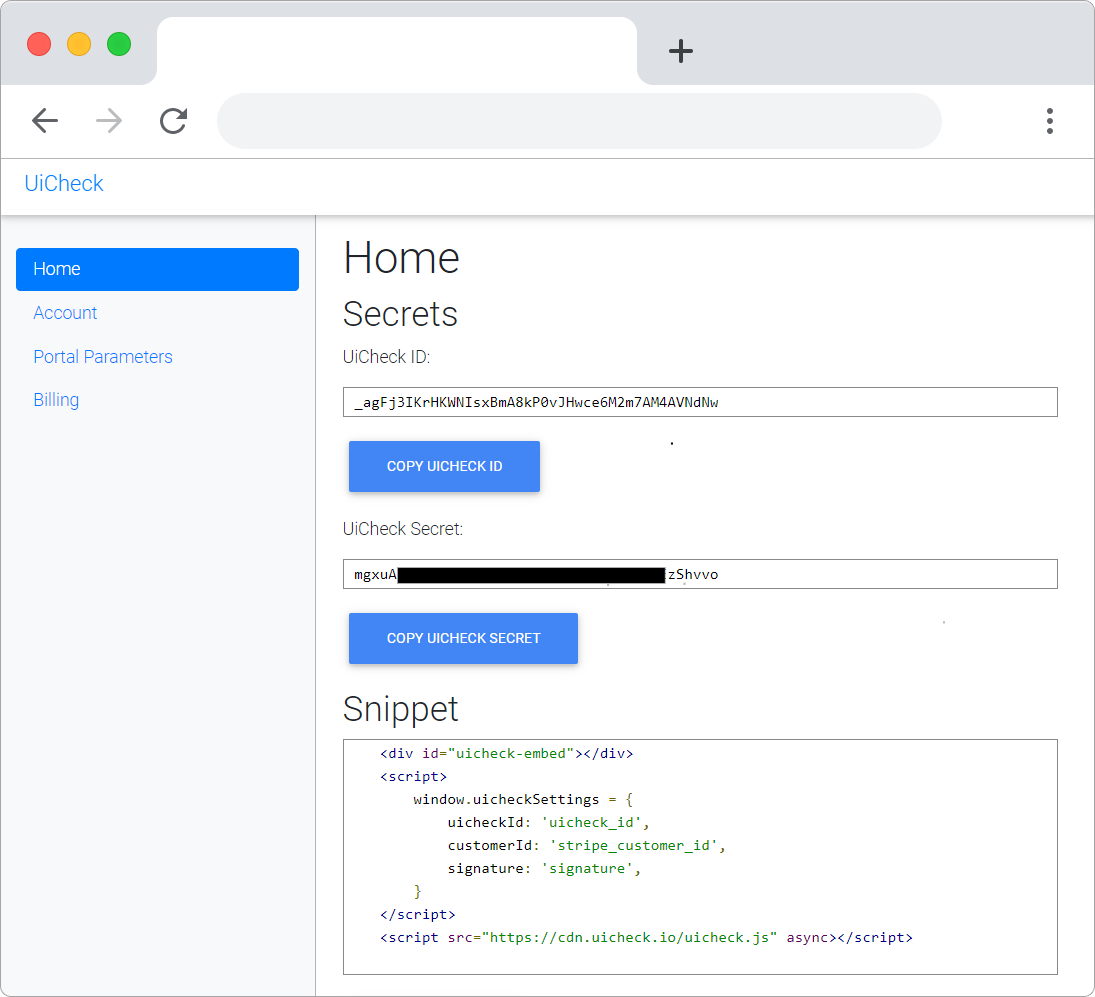 UiCheck
Home
Account
Portal Parameters
Billing
Home
Secrets
UiCheck ID:
_agFj3IKrHKWNIsxBmA8kP0vJHwce6M2m7AM4AVNdNw
COPY UICHECK ID
UiCheck Secret:
mgxuA zShvvo
COPY UICHECK SECRET
Snippet
<div id="uicheck-embed"></div>
<script>
window.uicheckSettings = {
uicheckId: 'uicheck_id',
customerId: 'stripe_customer_id',
signature: 'signature',
}
</script>
<script src="https://cdn.uicheck.io/uicheck.js" async></script>